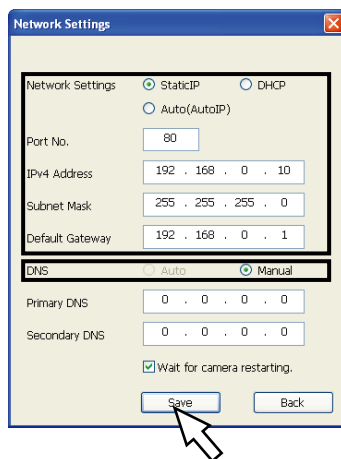 Network Settings
Network Settings StaticIP DHCP
Auto(AutoIP)
Port No. 80
IPv4 Address 192 . 168 . 0 . 10
Subnet Mask 255 . 255 . 255 . 0
Default Gateway 192 . 168 . 0 . 1
DNS Auto Manual
Primary DNS 0 . 0 . 0 . 0
Secondary DNS 0 . 0 . 0 . 0
Wait for camera restarting.
Save Back